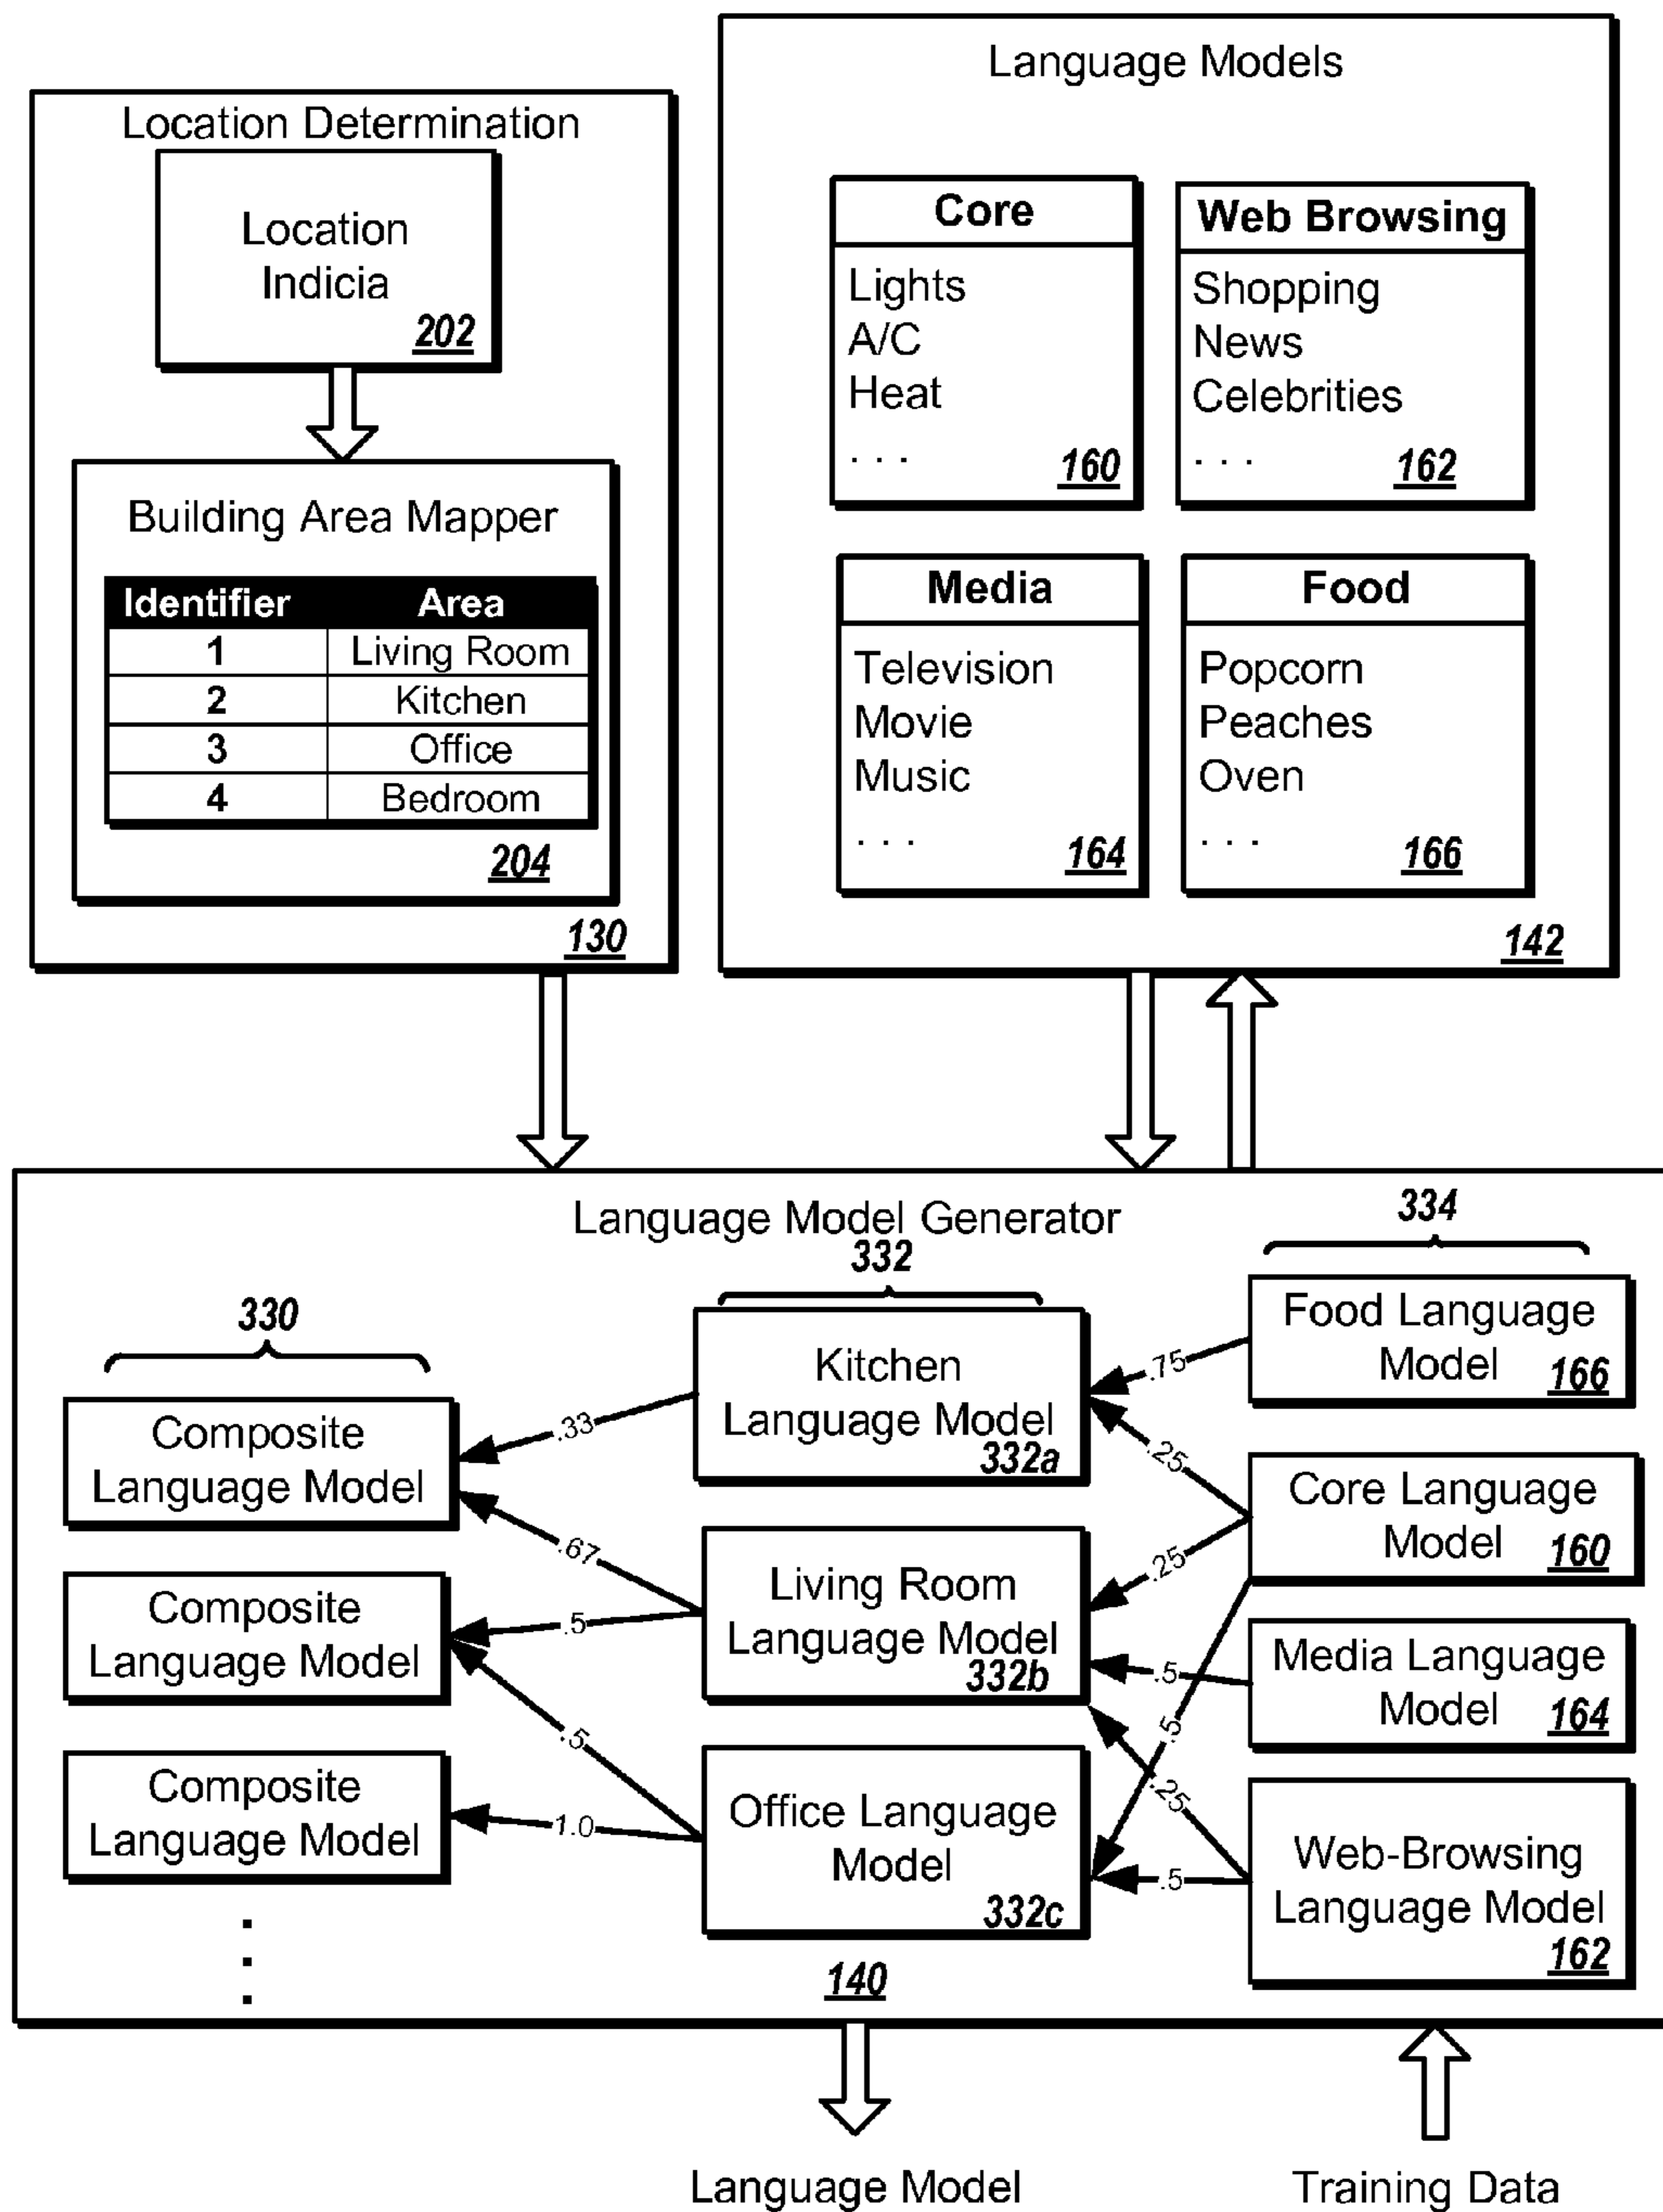 Location Determination
Location
Indicia
202
Building Area Mapper
Identifier Area
1 Living Room
2 Kitchen
3 Office
4 Bedroom
204
130
Language Models
Core
Lights
A/C
Heat
. . .
160
Web Browsing
Shopping
News
Celebrities
. . .
162
Media
Television
Movie
Music
. . .
164
Food
Popcorn
Peaches
Oven
. . .
166
142
Language Model Generator
330
332
334
Composite
Language Model
Composite
Language Model
Composite
Language Model
.33
.67
.5
.5
1.0
Kitchen
Language Model
332a
Living Room
Language Model
332b
Office Language
Model
332c
.75
.25
.25
.5
.5
.25
.5
Food Language
Model
166
Core Language
Model
160
Media Language
Model
164
Web-Browsing
Language Model
162
140
Language Model
Training Data